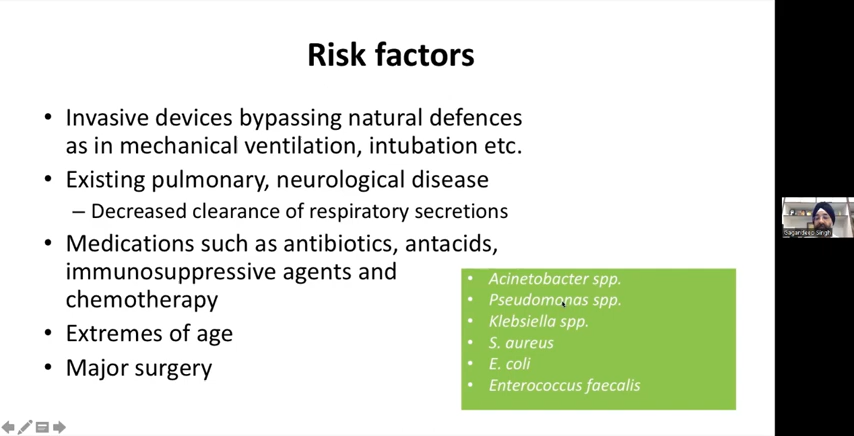 Risk factors
• Invasive devices bypassing natural defences
as in mechanical ventilation, intubation etc.
• Existing pulmonary, neurological disease
– Decreased clearance of respiratory secretions
• Medications such as antibiotics, antacids,
immunosuppressive agents and
chemotherapy
• Extremes of age
• Major surgery
• Acinetobacter spp.
• Pseudomonas spp.
• Klebsiella spp.
• S. aureus
• E. coli
• Enterococcus faecalis
Gagandeep Singh